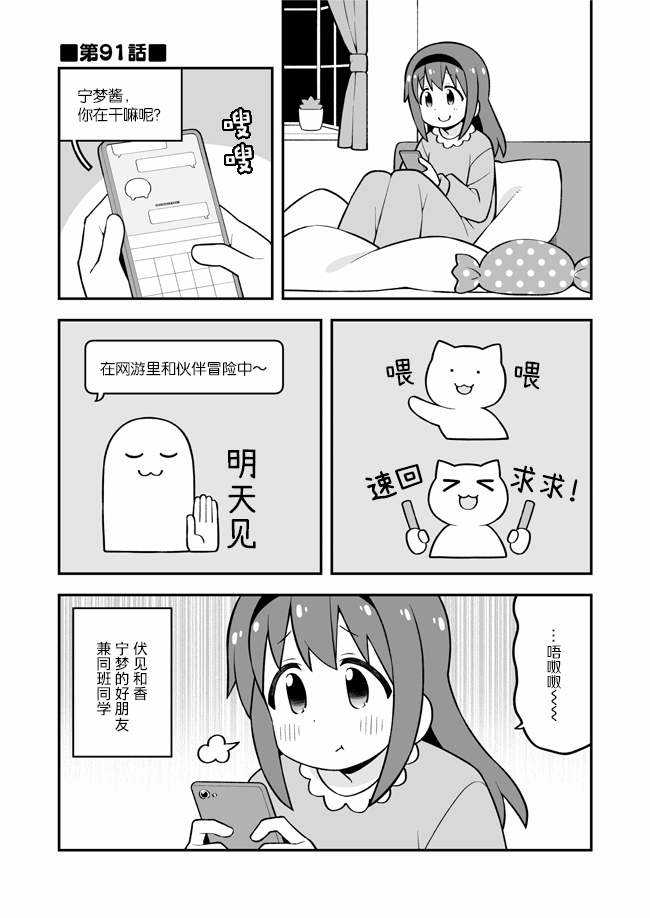 ■第91話■
宁梦酱，
你在干嘛呢?
嗖
嗖
喂
喂
速回
求求!
在网游里和伙伴冒险中～
明天见
…唔呶呶～～
伏见和香
宁梦的好朋友
兼同班同学